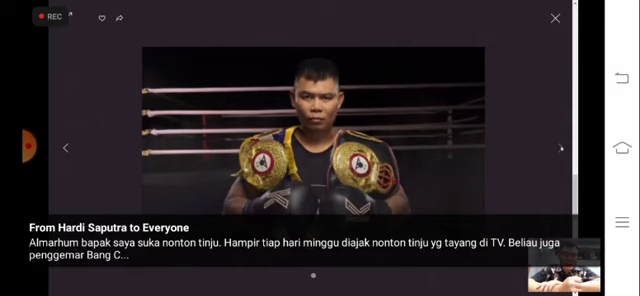 REC
From Hardi Saputra to Everyone
Almarhum bapak saya suka nonton tinju. Hampir tiap hari minggu diajak nonton tinju yg tayang di TV. Beliau juga
penggemar Bang C...